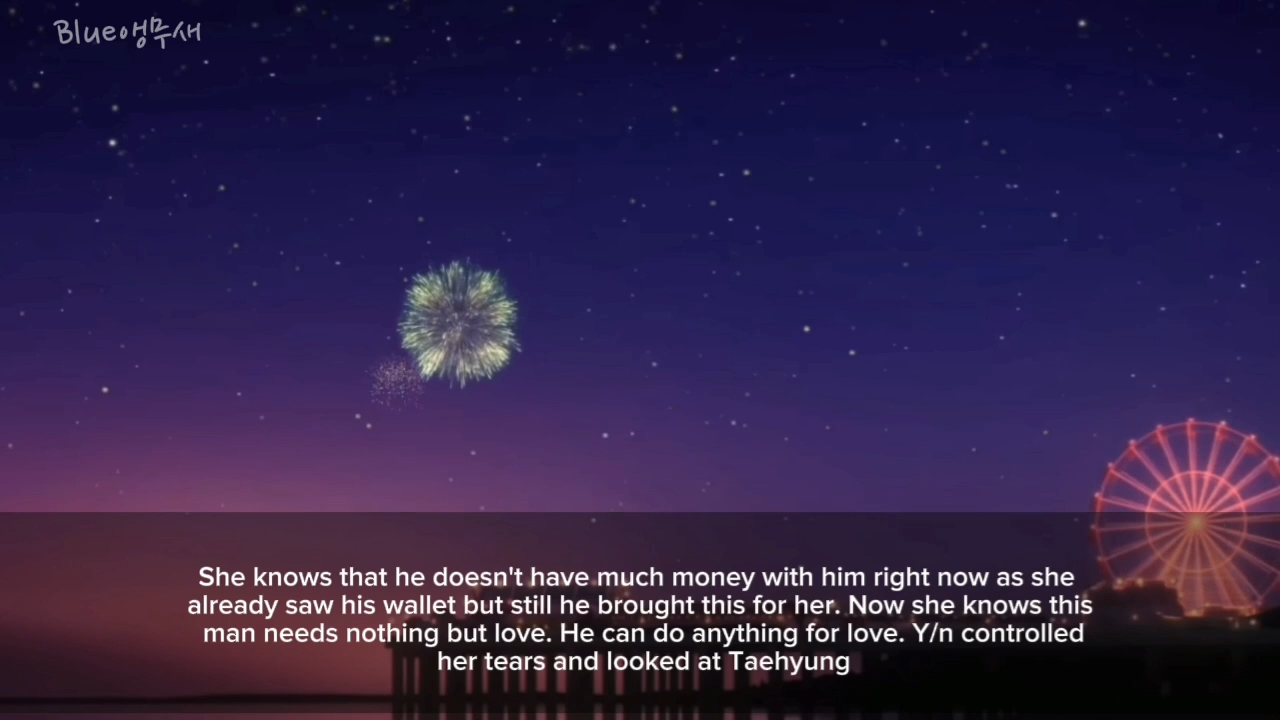 Blue앵무새
She knows that he doesn't have much money with him right now as she
already saw his wallet but still he brought this for her. Now she knows this
man needs nothing but love. He can do anything for love. Y/n controlled
her tears and looked at Taehyung